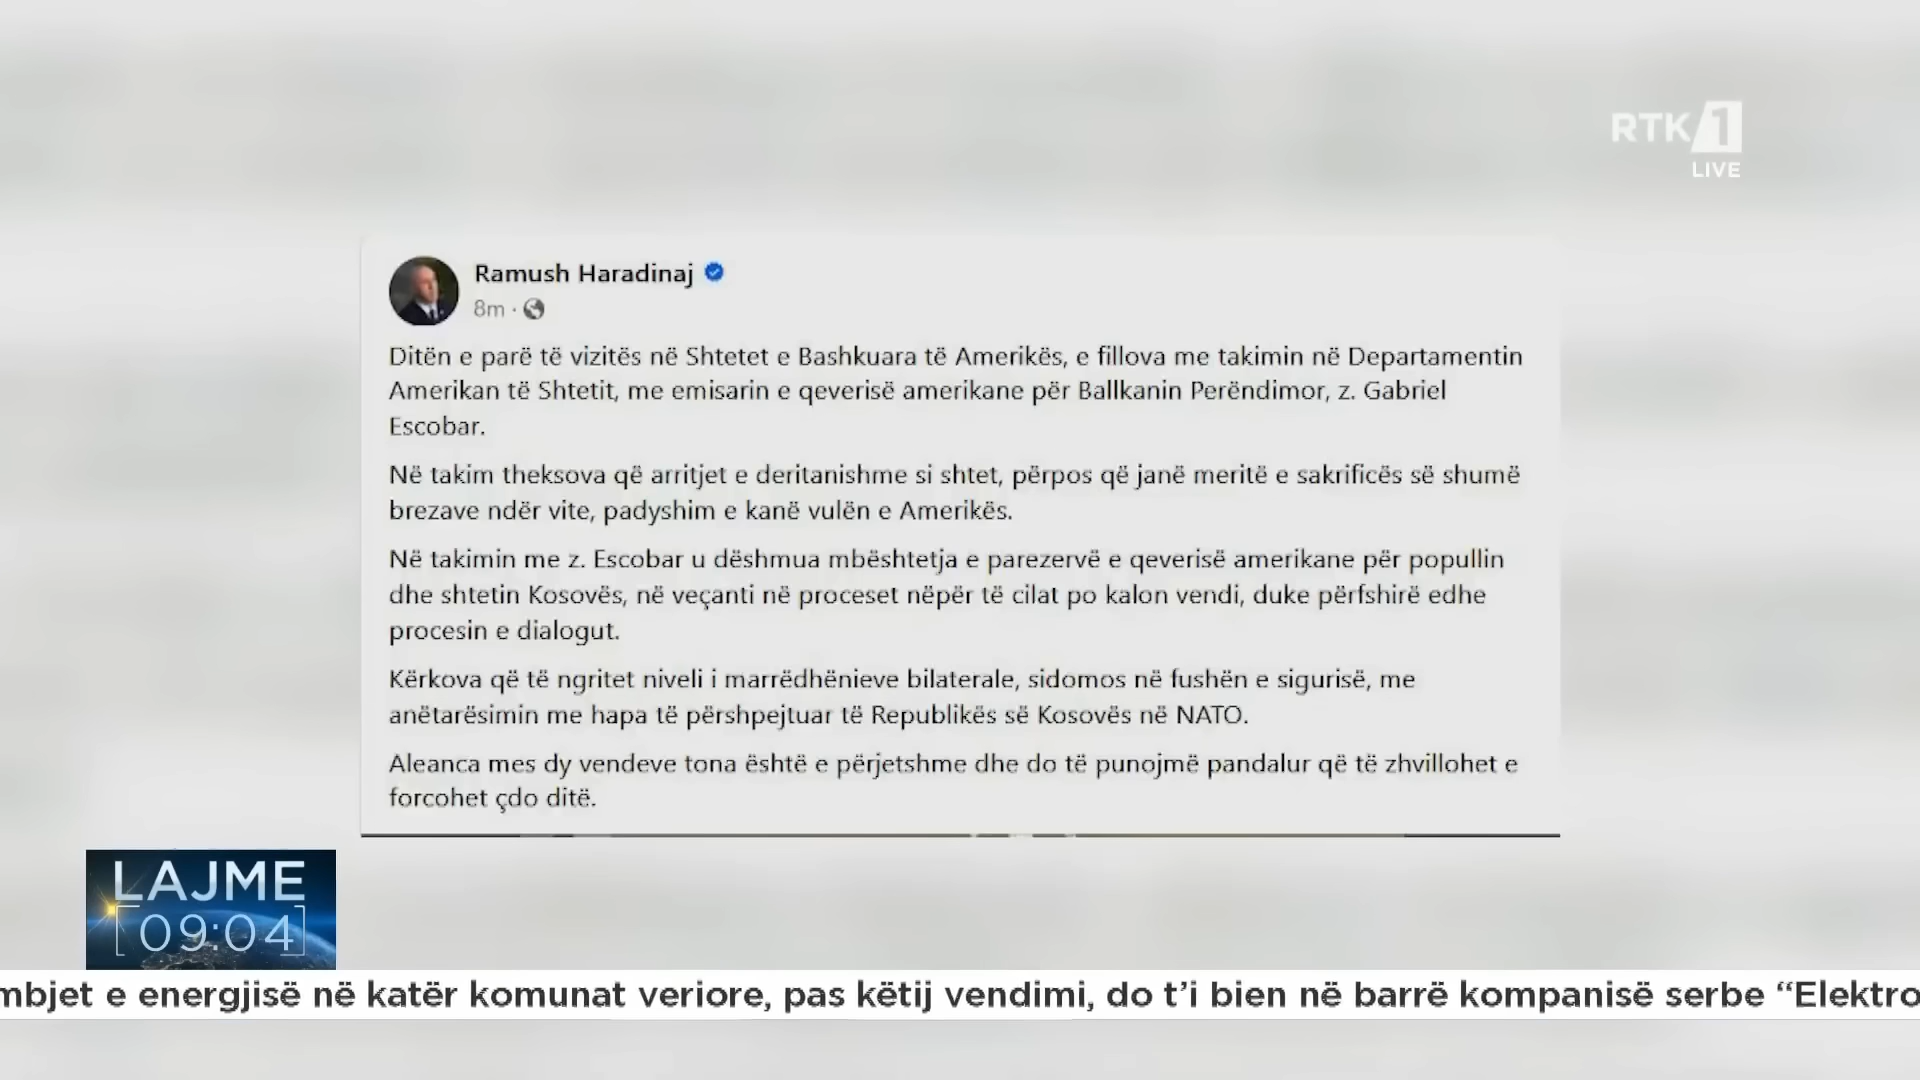 RTK 1
LIVE
Ramush Haradinaj
8m ·
Ditën e parë të vizitës në Shtetet e Bashkuara të Amerikës, e fillova me takimin në Departamentin
Amerikan të Shtetit, me emisarin e qeverisë amerikane për Ballkanin Perëndimor, z. Gabriel
Escobar.
Në takim theksova që arritjet e deritanishme si shtet, përpos që janë meritë e sakrificës së shumë
brezave ndër vite, padyshim e kanë vulën e Amerikës.
Në takimin me z. Escobar u dëshmua mbështetja e parezervë e qeverisë amerikane për popullin
dhe shtetin Kosovës, në veçanti në proceset nëpër të cilat po kalon vendi, duke përfshirë edhe
procesin e dialogut.
Kërkova që të ngritet niveli i marrëdhënieve bilaterale, sidomos në fushën e sigurisë, me
anëtarësimin me hapa të përshpejtuar të Republikës së Kosovës në NATO.
Aleanca mes dy vendeve tona është e përjetshme dhe do të punojmë pandalur që të zhvillohet e
forcohet çdo ditë.
LAJME
09:04
mbjet e energjisë në katër komunat veriore, pas këtij vendimi, do t’i bien në barrë kompanisë serbe “Elektro